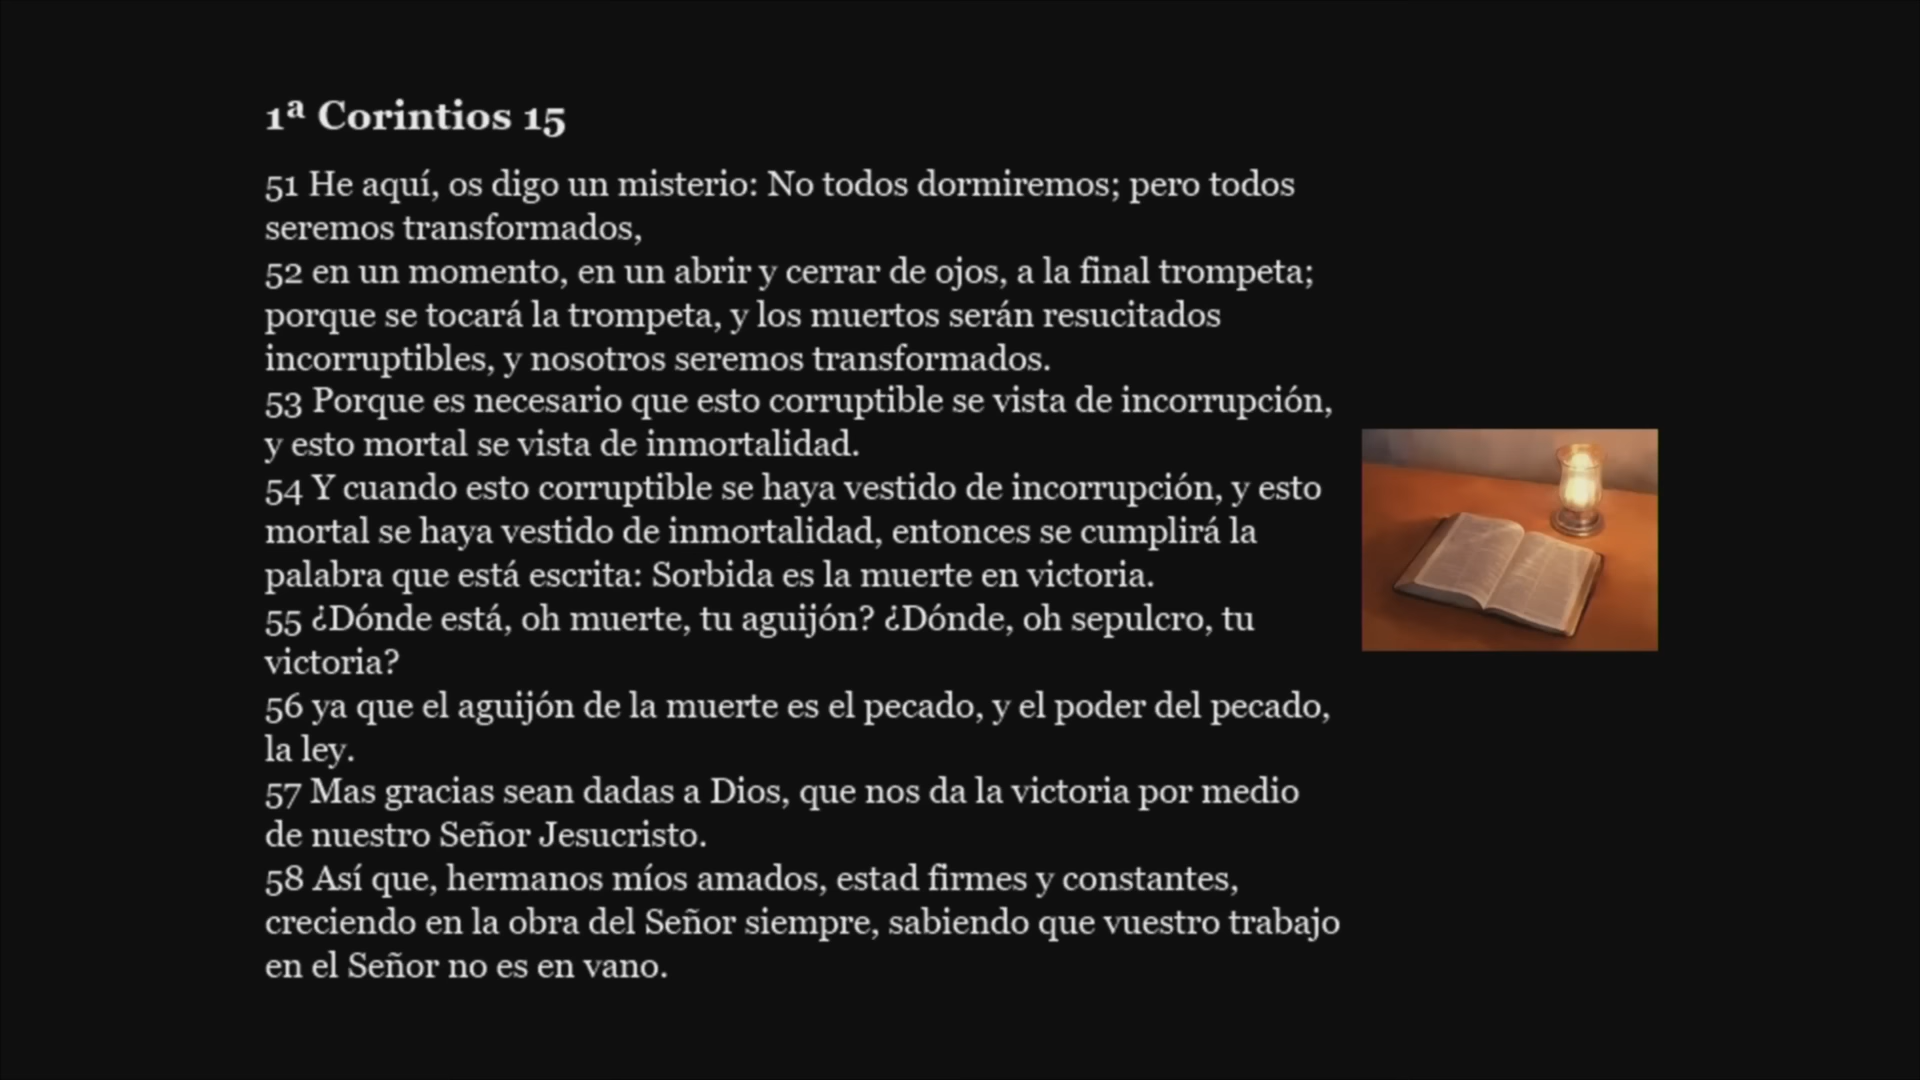 1ª Corintios 15
51 He aquí, os digo un misterio: No todos dormiremos; pero todos
seremos transformados,
52 en un momento, en un abrir y cerrar de ojos, a la final trompeta;
porque se tocará la trompeta, y los muertos serán resucitados
incorruptibles, y nosotros seremos transformados.
53 Porque es necesario que esto corruptible se vista de incorrupción,
y esto mortal se vista de inmortalidad.
54 Y cuando esto corruptible se haya vestido de incorrupción, y esto
mortal se haya vestido de inmortalidad, entonces se cumplirá la
palabra que está escrita: Sorbida es la muerte en victoria.
55 ¿Dónde está, oh muerte, tu aguijón? ¿Dónde, oh sepulcro, tu
victoria?
56 ya que el aguijón de la muerte es el pecado, y el poder del pecado,
la ley.
57 Mas gracias sean dadas a Dios, que nos da la victoria por medio
de nuestro Señor Jesucristo.
58 Así que, hermanos míos amados, estad firmes y constantes,
creciendo en la obra del Señor siempre, sabiendo que vuestro trabajo
en el Señor no es en vano.